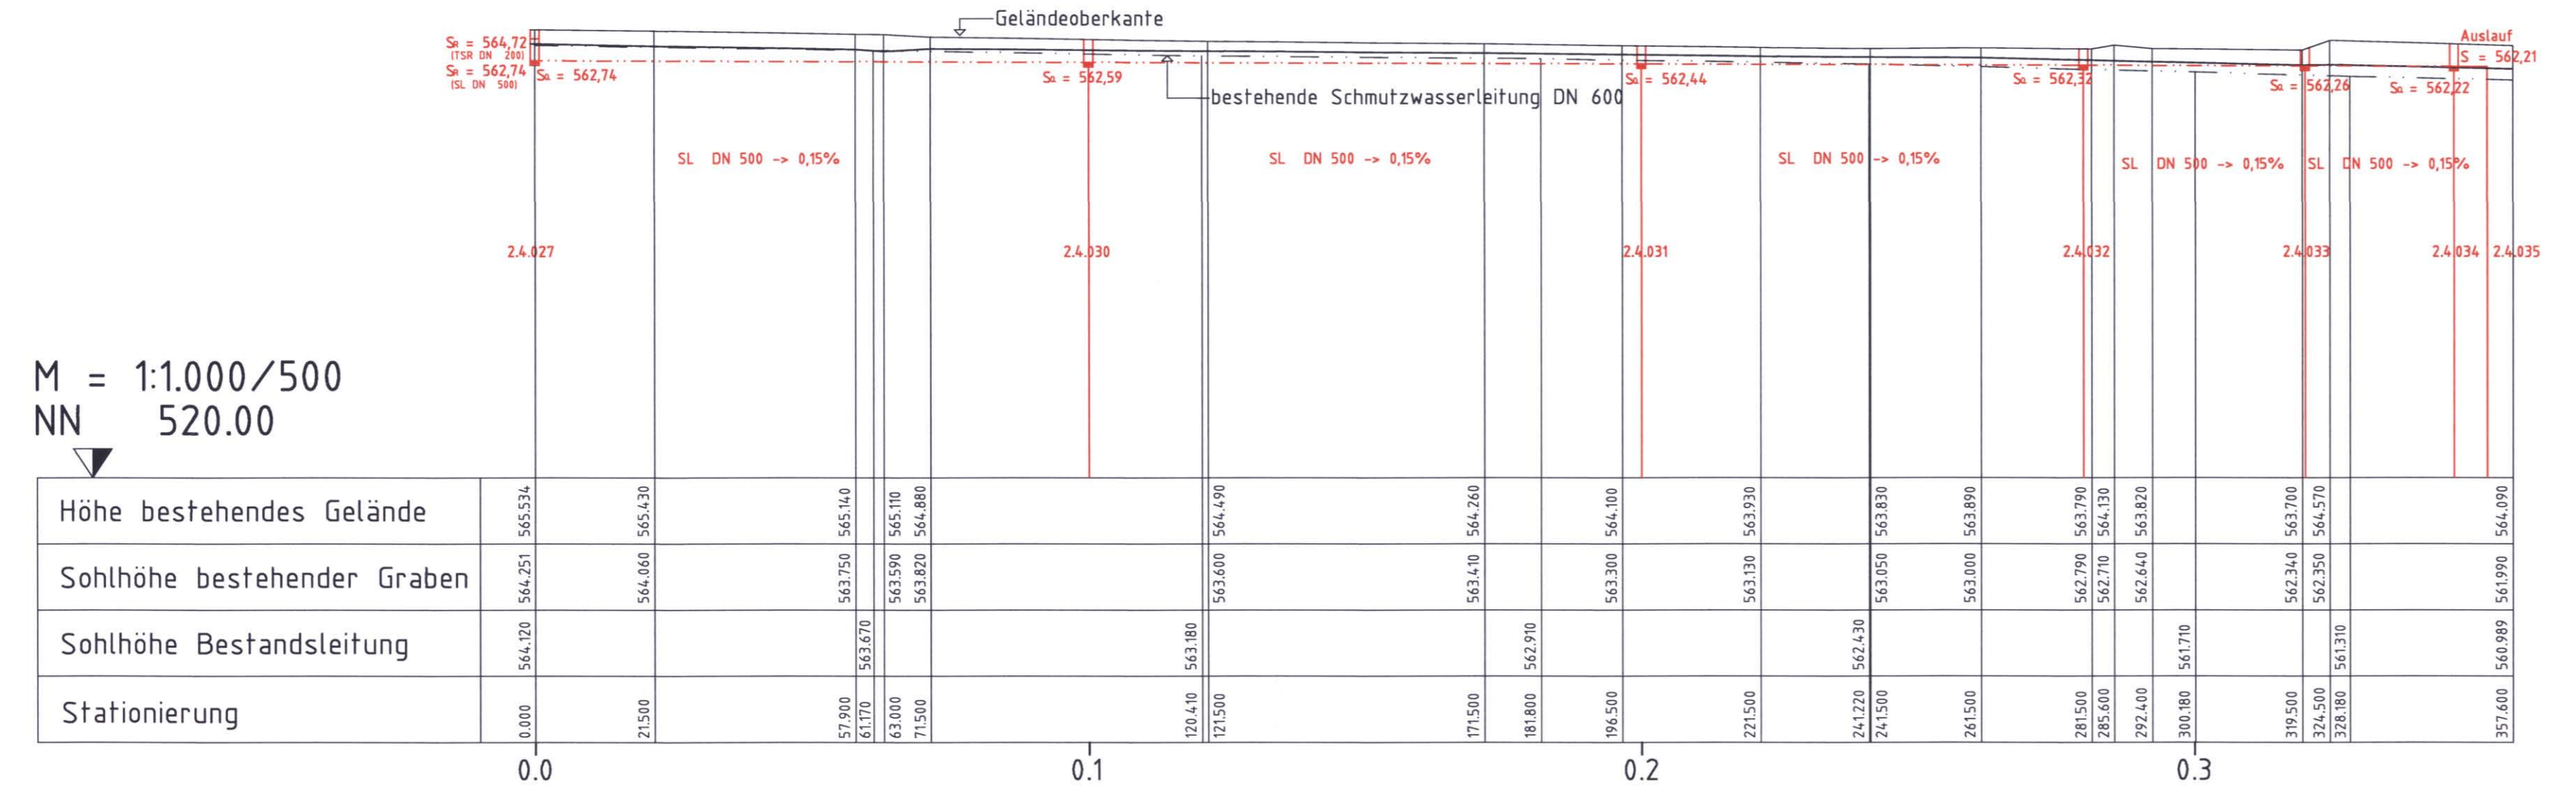 Geländeoberkante
Auslauf
S = 562,21
SR = 564,72
(TSR DN 200)
SR = 562,74
(SL DN 500)
Sa = 562,74
Sa = 562,59
Sa = 562,44
Sa = 562,32
Sa = 562,26
Sa = 562,22
bestehende Schmutzwasserleitung DN 600
SL DN 500 -> 0,15%
SL DN 500 -> 0,15%
SL DN 500 -> 0,15%
SL DN 500 -> 0,15%
SL DN 500 -> 0,15%
2.4.027
2.4.030
2.4.031
2.4.032
2.4.033
2.4.034
2.4.035
M = 1:1.000/500
NN 520.00
Höhe bestehendes Gelände 565.534 565.430 565.140 565.110 564.880 564.490 564.260 564.100 563.930 563.830 563.890 563.790 564.130 563.820 563.700 564.570 564.090
Sohlhöhe bestehender Graben 564.251 564.060 563.750 563.590 563.820 563.600 563.410 563.300 563.130 563.050 563.000 562.790 562.710 562.640 562.340 562.350 561.990
Sohlhöhe Bestandsleitung 564.120 563.670 563.180 562.910 562.430 561.710 561.310 560.989
Stationierung 0.000 21.500 57.900 61.170 63.000 71.500 120.410 121.500 171.500 181.800 196.500 221.500 241.220 241.500 261.500 281.500 285.600 292.400 300.180 319.500 324.500 328.180 357.600
0.0 0.1 0.2 0.3